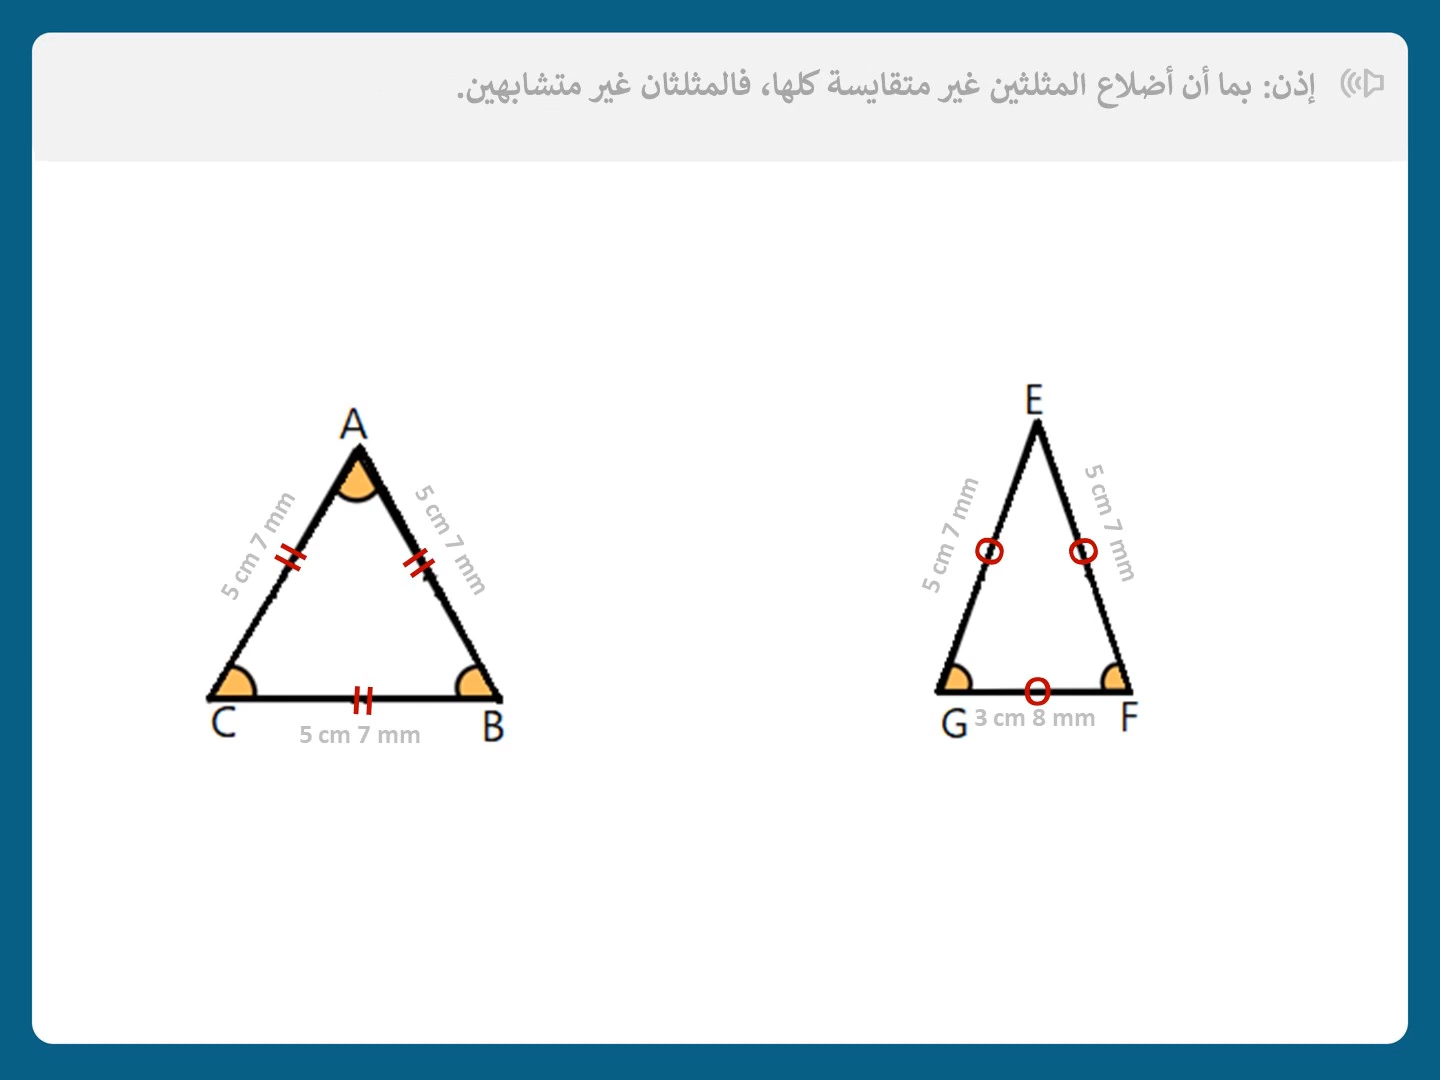 إذن: بما أن أضلاع المثلثين غير متقايسة كلها، فالمثلثان غير متشابهين.
A
5 cm 7 mm
5 cm 7 mm
C
B
5 cm 7 mm
E
5 cm 7 mm
5 cm 7 mm
G
3 cm 8 mm
F